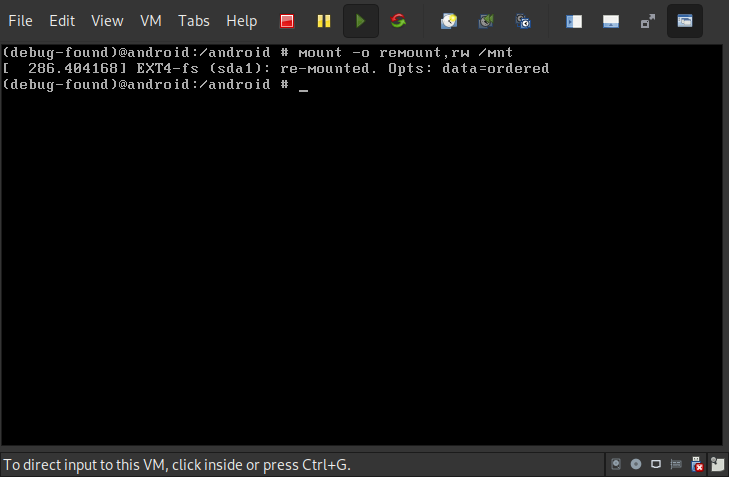 File Edit View VM Tabs Help
(debug-found)@android:/android # mount -o remount,rw /mnt
[  286.404168] EXT4-fs (sda1): re-mounted. Opts: data=ordered
(debug-found)@android:/android # _
To direct input to this VM, click inside or press Ctrl+G.